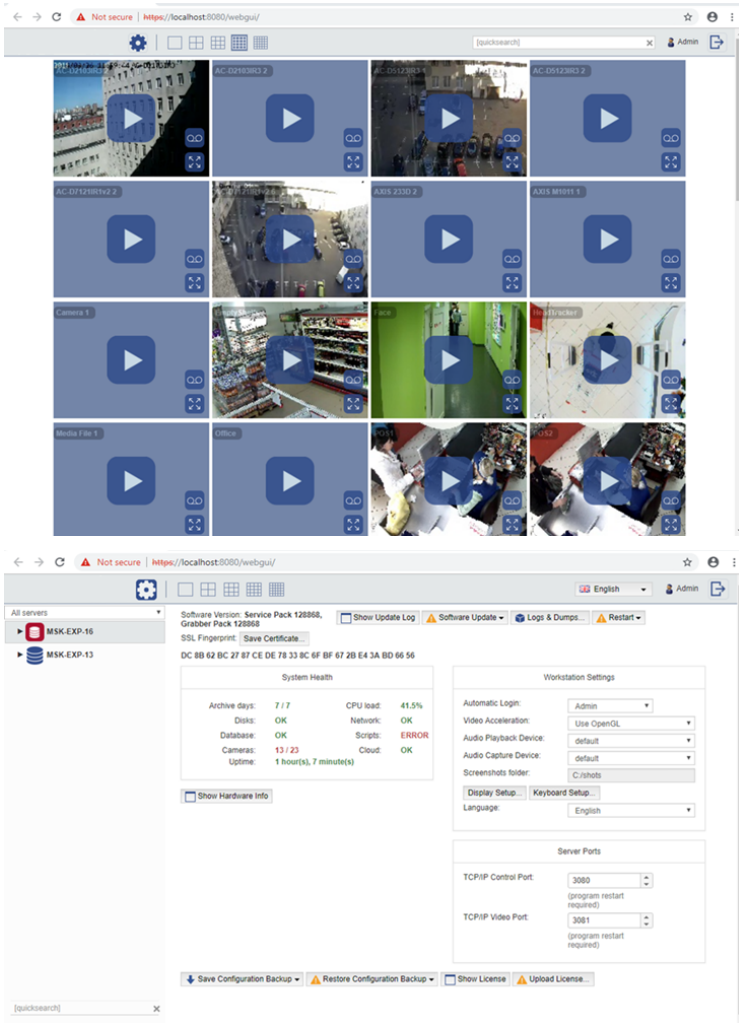 Not secure | https://localhost:8080/webgui/
[quicksearch]
Admin
AC-D2103IR3
AC-D2103IR3 2
AC-D5123IR3 1
AC-D5123IR3 2
AC-D7121IR1v2 2
AXIS 233D 2
AXIS M1011 1
Camera 1
Face
HeadTracker
Media File 1
Office
POS1
POS2
Not secure | https://localhost:8080/webgui/
English
Admin
All servers
MSK-EXP-16
MSK-EXP-13
Software Version: Service Pack 128868,
Grabber Pack 128868
Show Update Log
Software Update
Logs & Dumps...
Restart
SSL Fingerprint: Save Certificate...
DC 8B 62 BC 27 87 CE DE 78 33 8C 6F BF 67 2B E4 3A BD 66 56
System Health
Archive days: 7 / 7 CPU load: 41.5%
Disks: OK Network: OK
Database: OK Scripts: ERROR
Cameras: 13 / 23 Cloud: OK
Uptime: 1 hour(s), 7 minute(s)
Show Hardware Info
Workstation Settings
Automatic Login: Admin
Video Acceleration: Use OpenGL
Audio Playback Device: default
Audio Capture Device: default
Screenshots folder: C:/shots
Display Setup... Keyboard Setup...
Language: English
Server Ports
TCP/IP Control Port: 3080
(program restart
required)
TCP/IP Video Port: 3081
(program restart
required)
Save Configuration Backup
Restore Configuration Backup
Show License
Upload License...
[quicksearch]